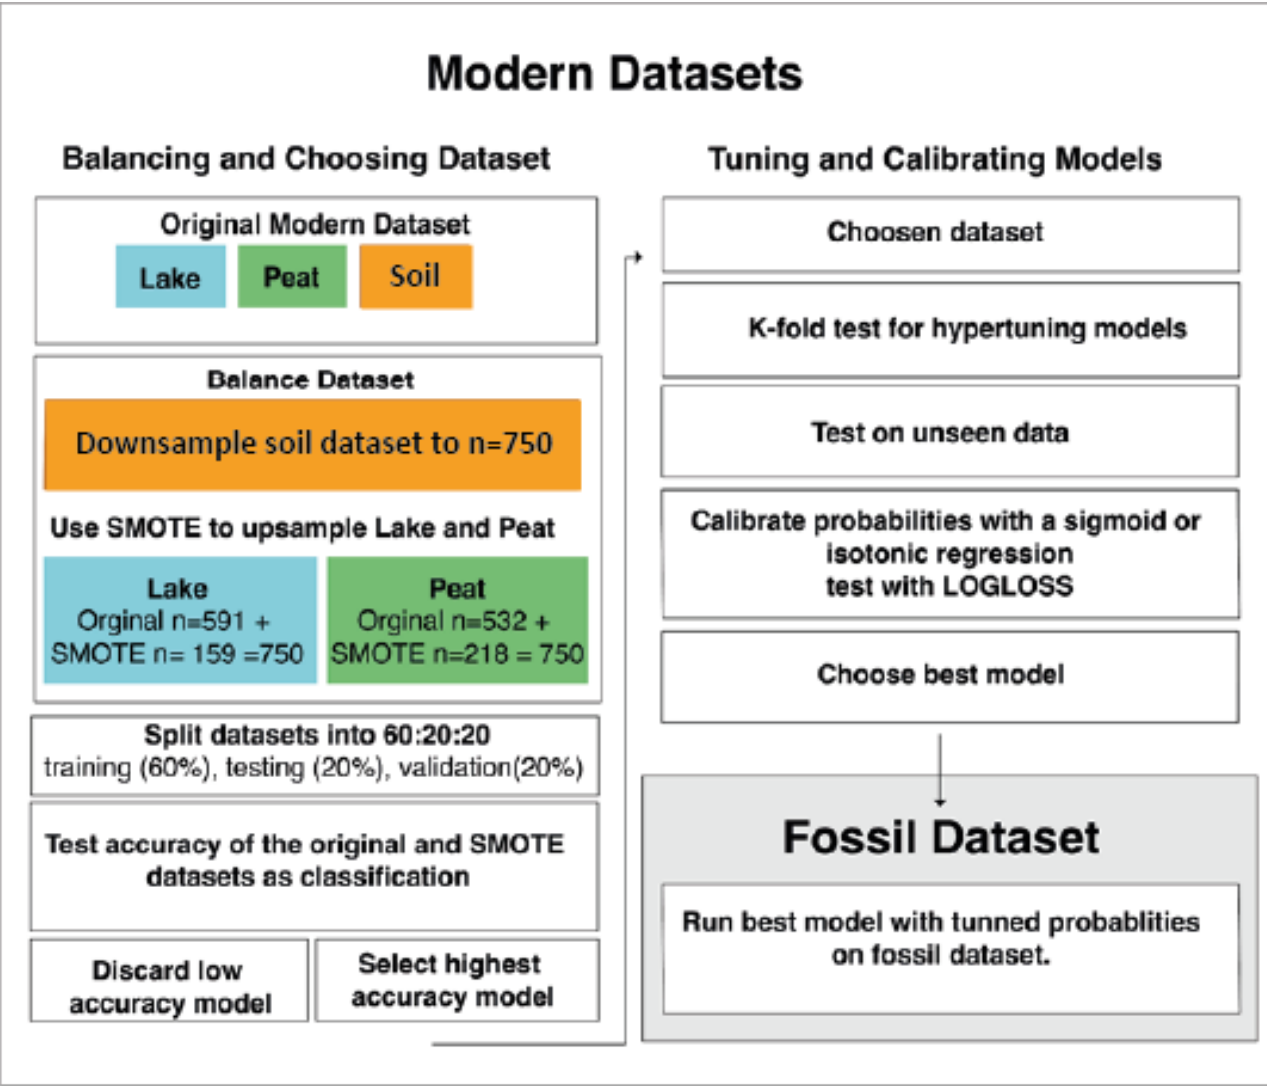 Modern Datasets
Balancing and Choosing Dataset
Original Modern Dataset
Lake
Peat
Soil
Balance Dataset
Downsample soil dataset to n=750
Use SMOTE to upsample Lake and Peat
Lake
Orginal n=591 +
SMOTE n= 159 =750
Peat
Orginal n=532 +
SMOTE n=218 = 750
Split datasets into 60:20:20
training (60%), testing (20%), validation(20%)
Test accuracy of the original and SMOTE
datasets as classification
Discard low
accuracy model
Select highest
accuracy model
Tuning and Calibrating Models
Choosen dataset
K-fold test for hypertuning models
Test on unseen data
Calibrate probabilities with a sigmoid or
isotonic regression
test with LOGLOSS
Choose best model
Fossil Dataset
Run best model with tunned probablities
on fossil dataset.